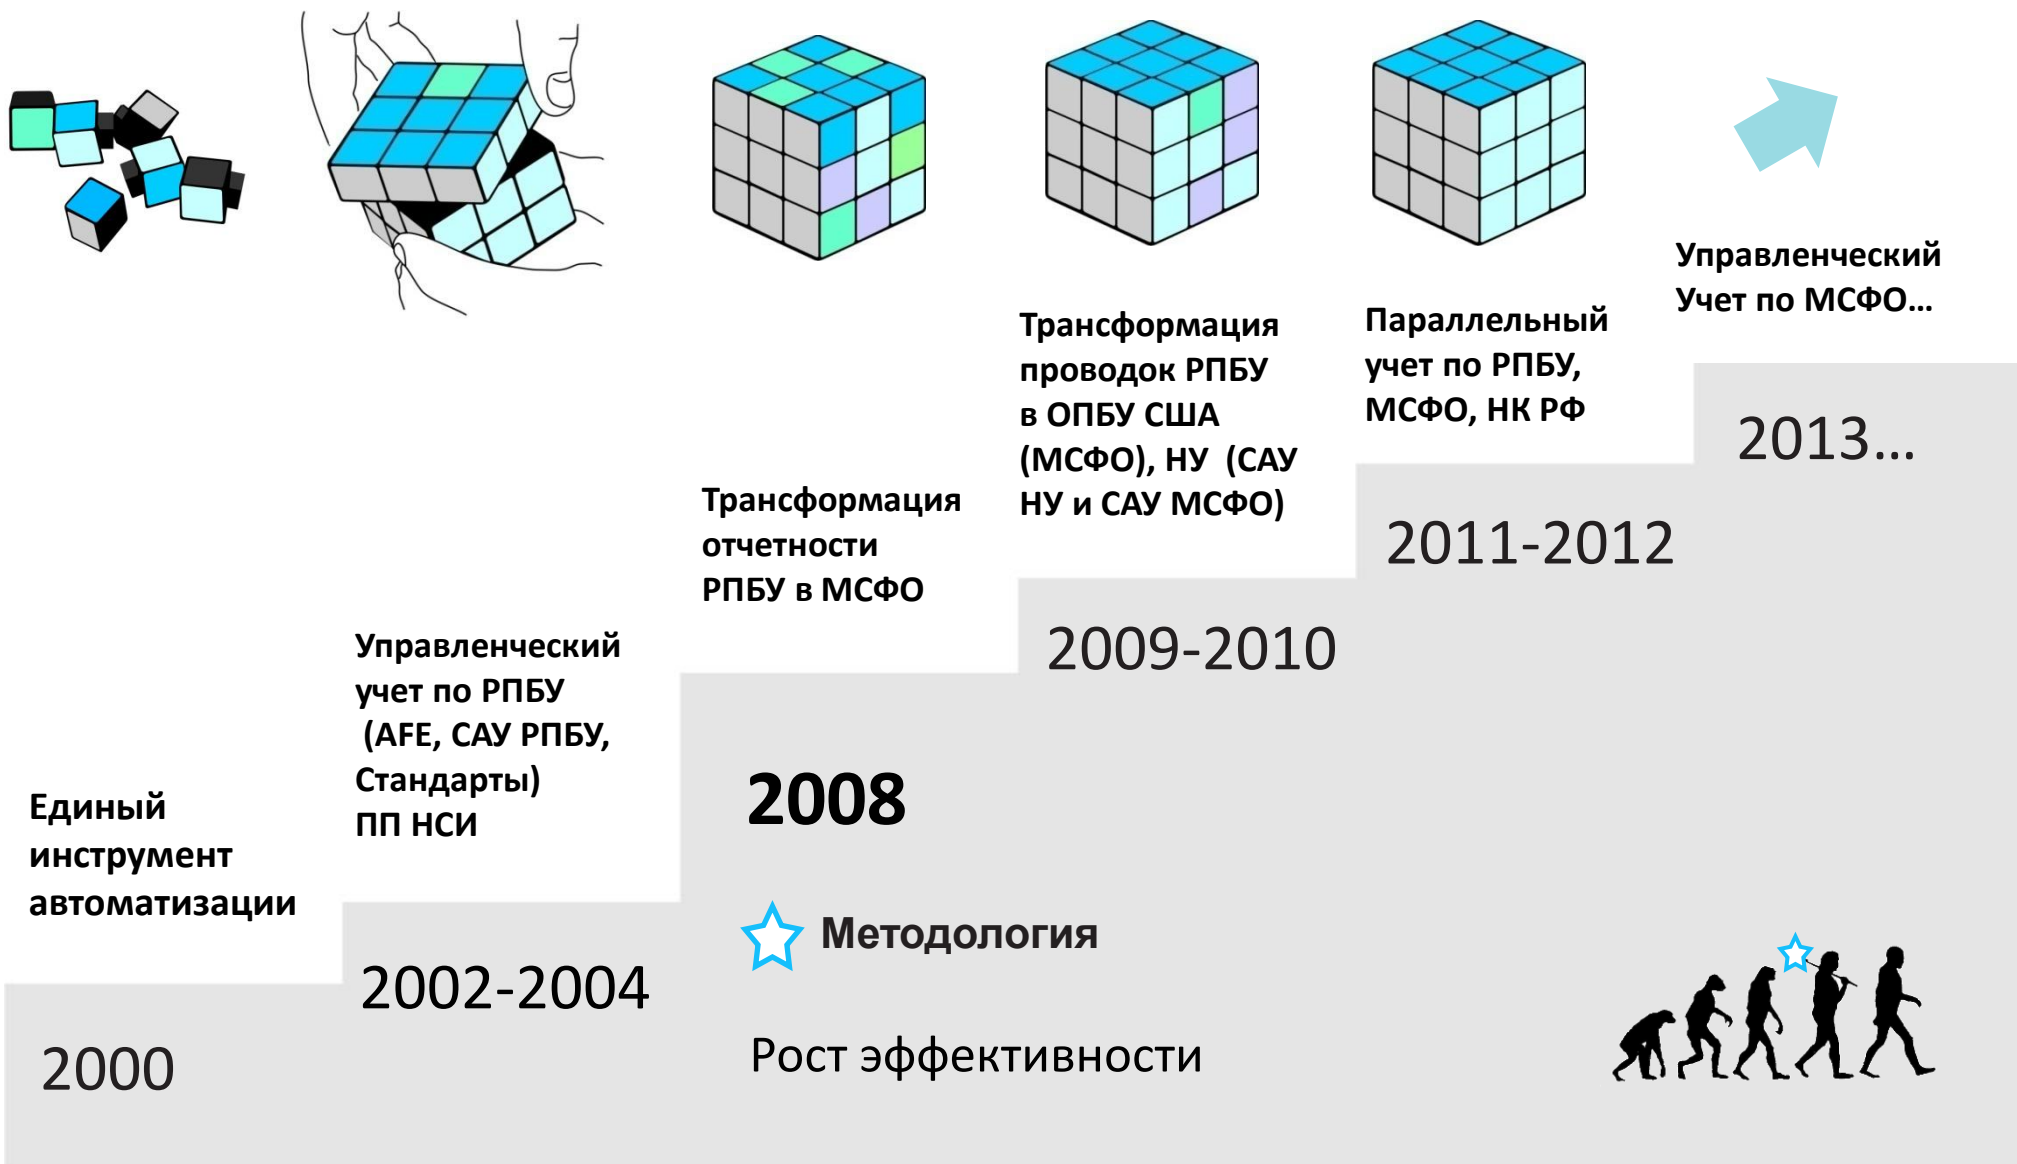 Единый
инструмент
автоматизации
2000
Управленческий
учет по РПБУ
(AFE, САУ РПБУ,
Стандарты)
ПП НСИ
2002-2004
Трансформация
отчетности
РПБУ в МСФО
2008
Методология
Рост эффективности
Трансформация
проводок РПБУ
в ОПБУ США
(МСФО), НУ (САУ
НУ и САУ МСФО)
2009-2010
Параллельный
учет по РПБУ,
МСФО, НК РФ
2011-2012
Управленческий
Учет по МСФО...
2013...